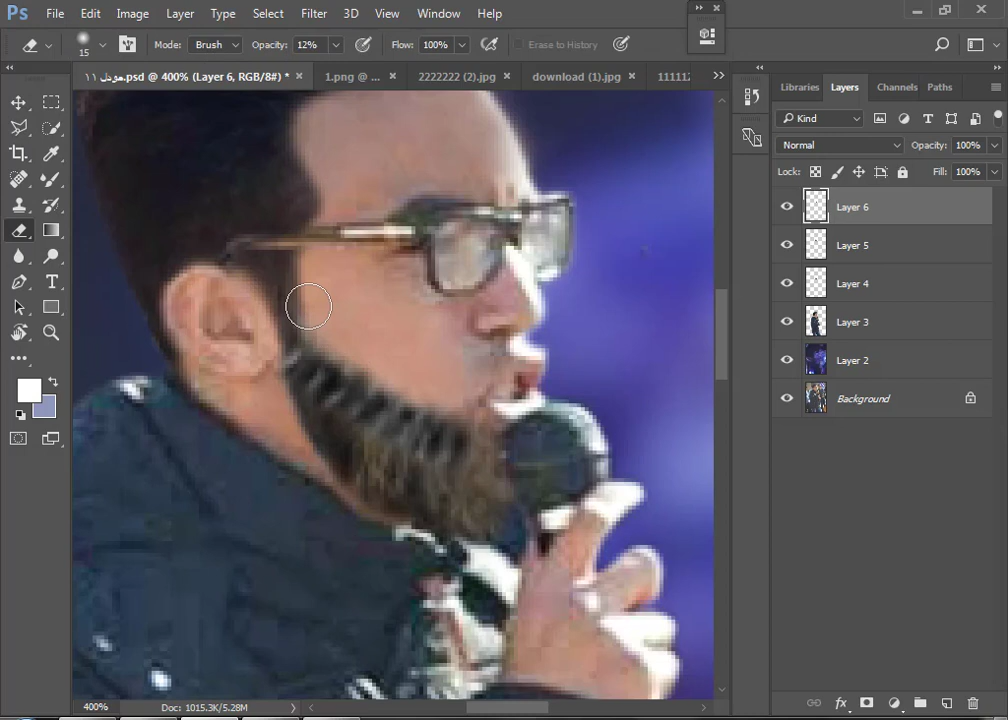 Ps File Edit Image Layer Type Select Filter 3D View Window Help
15 Mode: Brush Opacity: 12% Flow: 100% Erase to History
موديل ١١.psd @ 400% (Layer 6, RGB/8#) * × 1.png @ ... × 2222222 (2).jpg × download (1).jpg × 111112
Libraries Layers Channels Paths
Kind
Normal Opacity: 100%
Lock: Fill: 100%
Layer 6
Layer 5
Layer 4
Layer 3
Layer 2
Background
400% Doc: 1015.3K/5.28M
fx